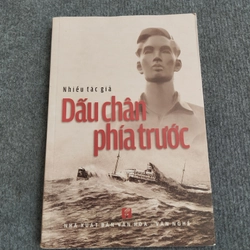 Nhiều tác giả
Dấu chân
phía trước
NHÀ XUẤT BẢN VĂN HÓA - VĂN NGHỆ